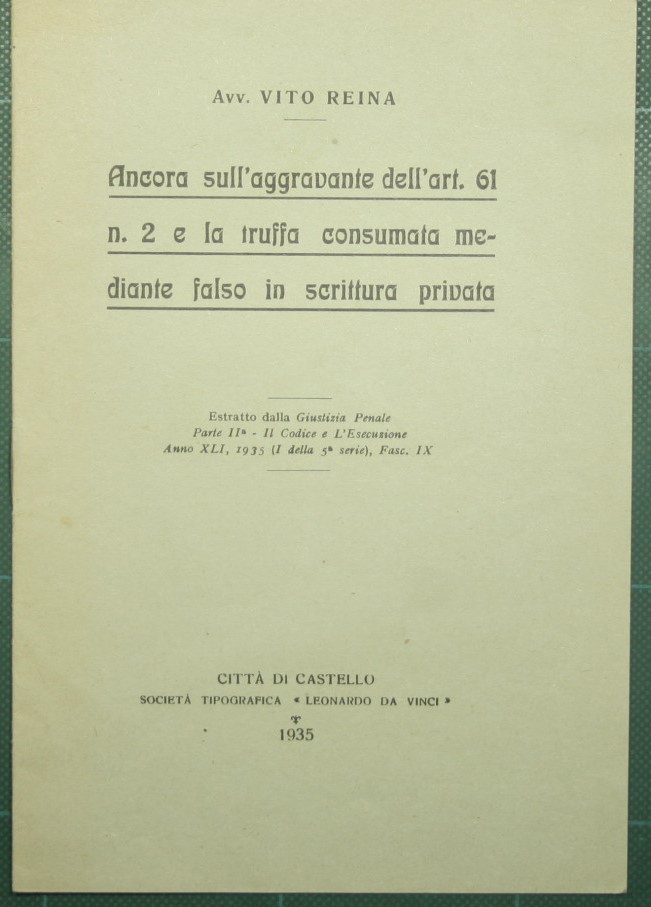 Avv. VITO REINA
Ancora sull'aggravante dell'art. 61
n. 2 e la truffa consumata me-
diante falso in scrittura privata
Estratto dalla Giustizia Penale
Parte IIª - Il Codice e L'Esecuzione
Anno XLI, 1935 (I della 5ª serie), Fasc. IX
CITTÀ DI CASTELLO
SOCIETÀ TIPOGRAFICA « LEONARDO DA VINCI »
1935